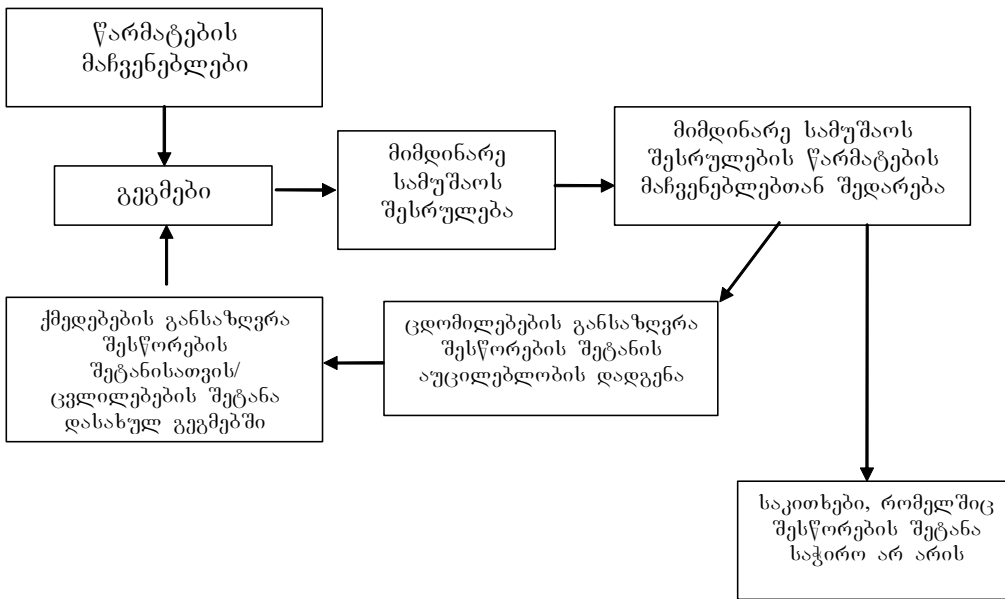 წარმატების
მაჩვენებლები
გეგმები
მიმდინარე
სამუშაოს
შესრულება
მიმდინარე სამუშაოს
შესრულების წარმატების
მაჩვენებლებთან შედარება
ქმედებების განსაზღვრა
შესწორების
შეტანისათვის/
ცვლილებების შეტანა
დასახულ გეგმებში
ცდომილებების განსაზღვრა
შესწორების შეტანის
აუცილებლობის დადგენა
საკითხები, რომელშიც
შესწორების შეტანა
საჭირო არ არის